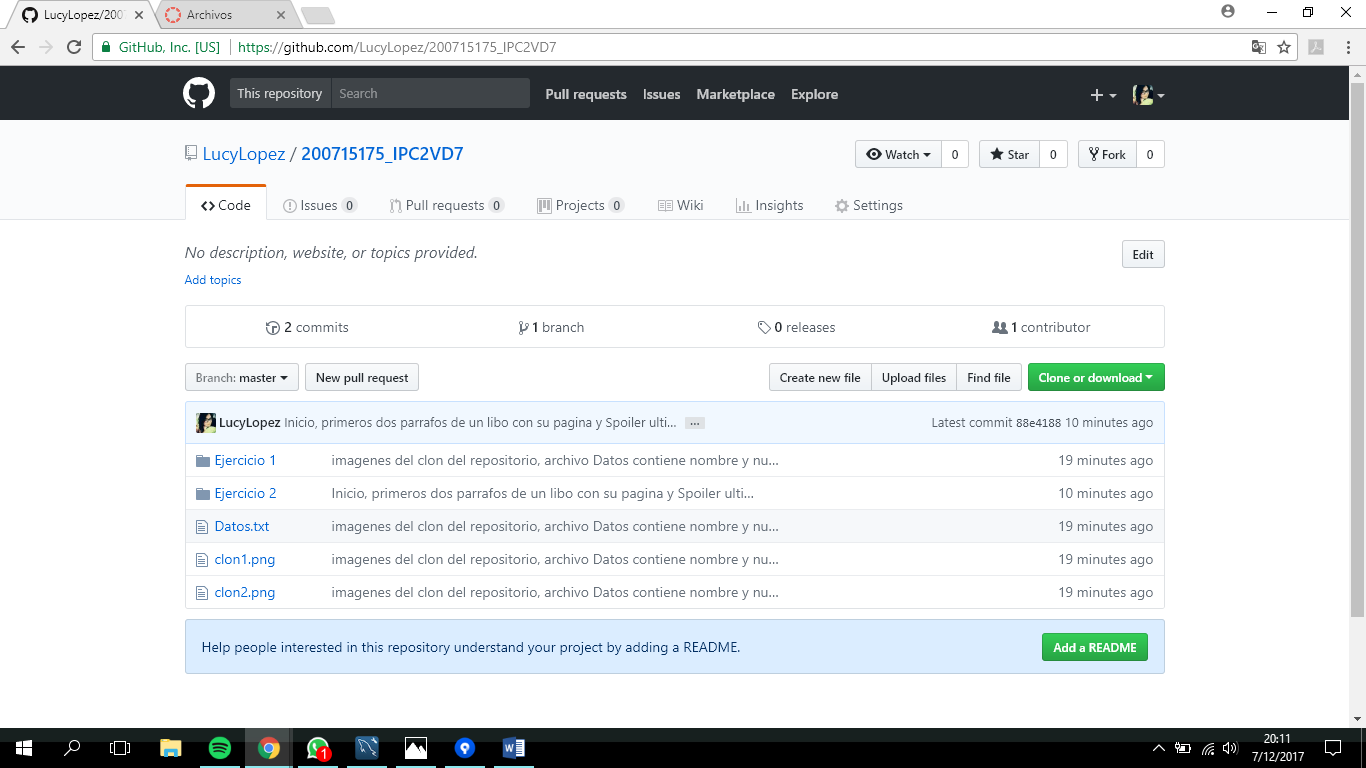 LucyLopez/200 Archivos
GitHub, Inc. [US] https://github.com/LucyLopez/200715175_IPC2VD7
This repository Search Pull requests Issues Marketplace Explore
LucyLopez / 200715175_IPC2VD7 Watch 0 Star 0 Fork 0
Code Issues 0 Pull requests 0 Projects 0 Wiki Insights Settings
No description, website, or topics provided. Edit
Add topics
2 commits 1 branch 0 releases 1 contributor
Branch: master New pull request Create new file Upload files Find file Clone or download
LucyLopez Inicio, primeros dos parrafos de un libo con su pagina y Spoiler ulti... ... Latest commit 88e4188 10 minutes ago
Ejercicio 1 imagenes del clon del repositorio, archivo Datos contiene nombre y nu... 19 minutes ago
Ejercicio 2 Inicio, primeros dos parrafos de un libo con su pagina y Spoiler ulti... 10 minutes ago
Datos.txt imagenes del clon del repositorio, archivo Datos contiene nombre y nu... 19 minutes ago
clon1.png imagenes del clon del repositorio, archivo Datos contiene nombre y nu... 19 minutes ago
clon2.png imagenes del clon del repositorio, archivo Datos contiene nombre y nu... 19 minutes ago
Help people interested in this repository understand your project by adding a README. Add a README
1
20:11
7/12/2017